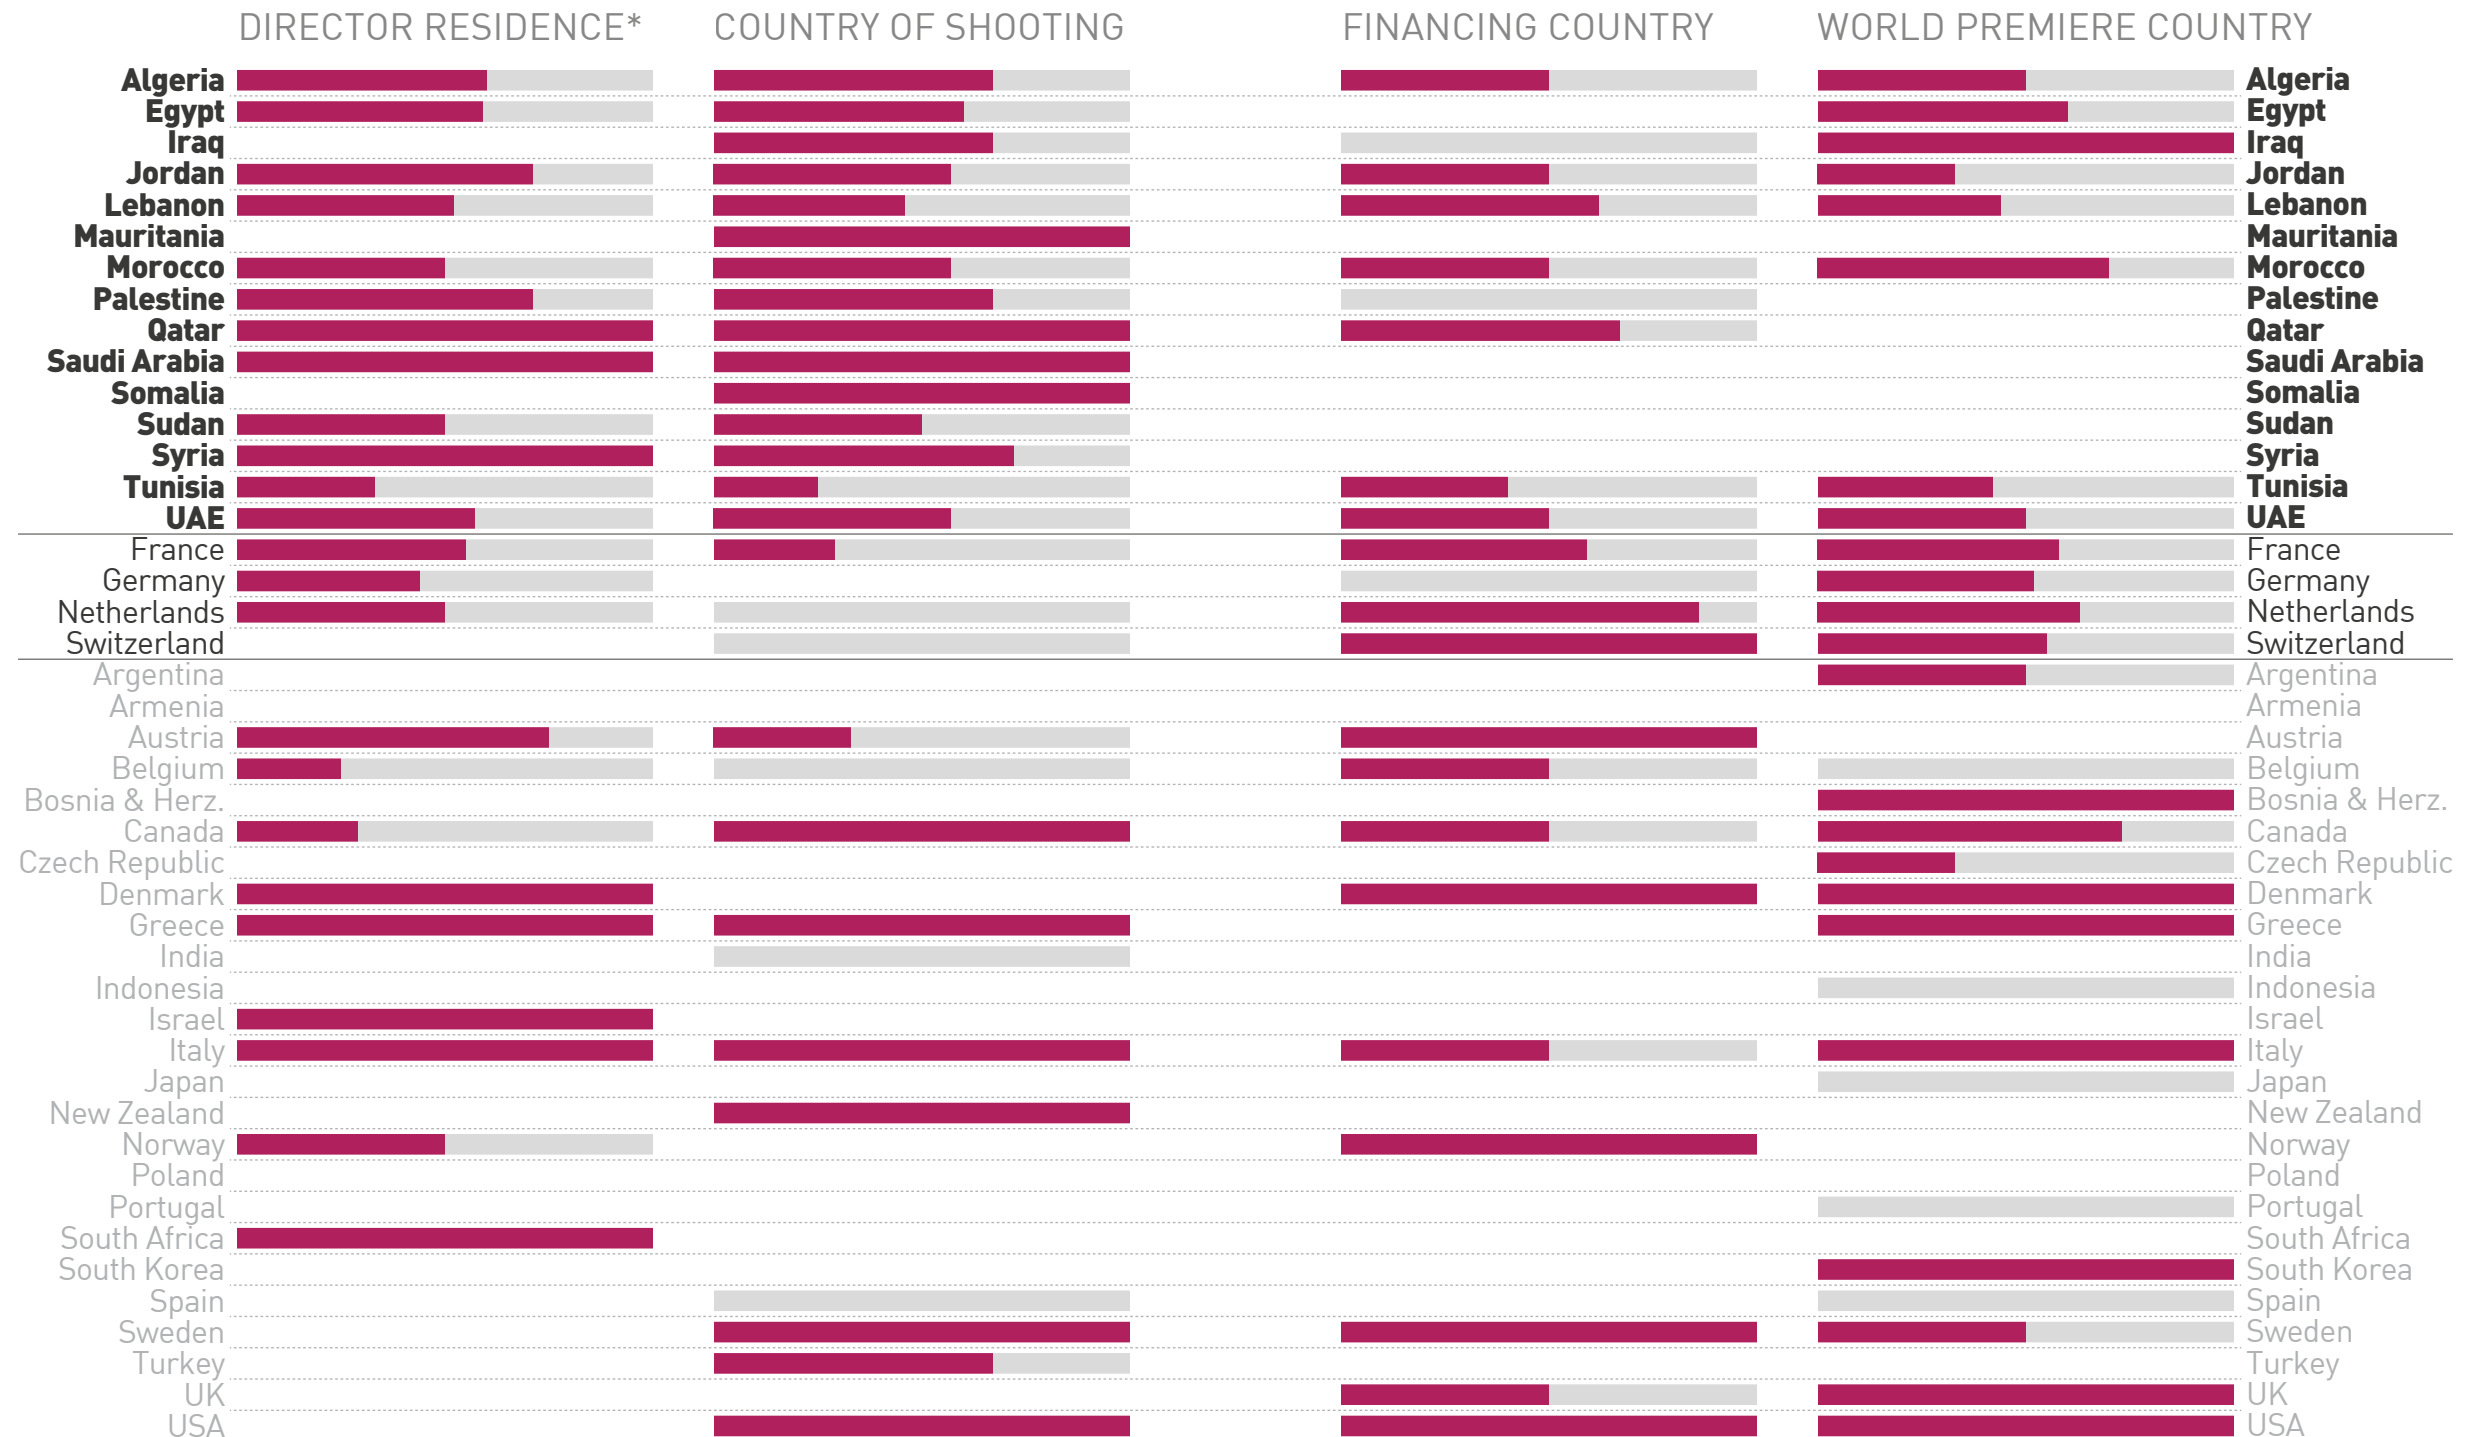 DIRECTOR RESIDENCE* COUNTRY OF SHOOTING FINANCING COUNTRY WORLD PREMIERE COUNTRY
Algeria Algeria
Egypt Egypt
Iraq Iraq
Jordan Jordan
Lebanon Lebanon
Mauritania Mauritania
Morocco Morocco
Palestine Palestine
Qatar Qatar
Saudi Arabia Saudi Arabia
Somalia Somalia
Sudan Sudan
Syria Syria
Tunisia Tunisia
UAE UAE
France France
Germany Germany
Netherlands Netherlands
Switzerland Switzerland
Argentina Argentina
Armenia Armenia
Austria Austria
Belgium Belgium
Bosnia & Herz. Bosnia & Herz.
Canada Canada
Czech Republic Czech Republic
Denmark Denmark
Greece Greece
India India
Indonesia Indonesia
Israel Israel
Italy Italy
Japan Japan
New Zealand New Zealand
Norway Norway
Poland Poland
Portugal Portugal
South Africa South Africa
South Korea South Korea
Spain Spain
Sweden Sweden
Turkey Turkey
UK UK
USA USA